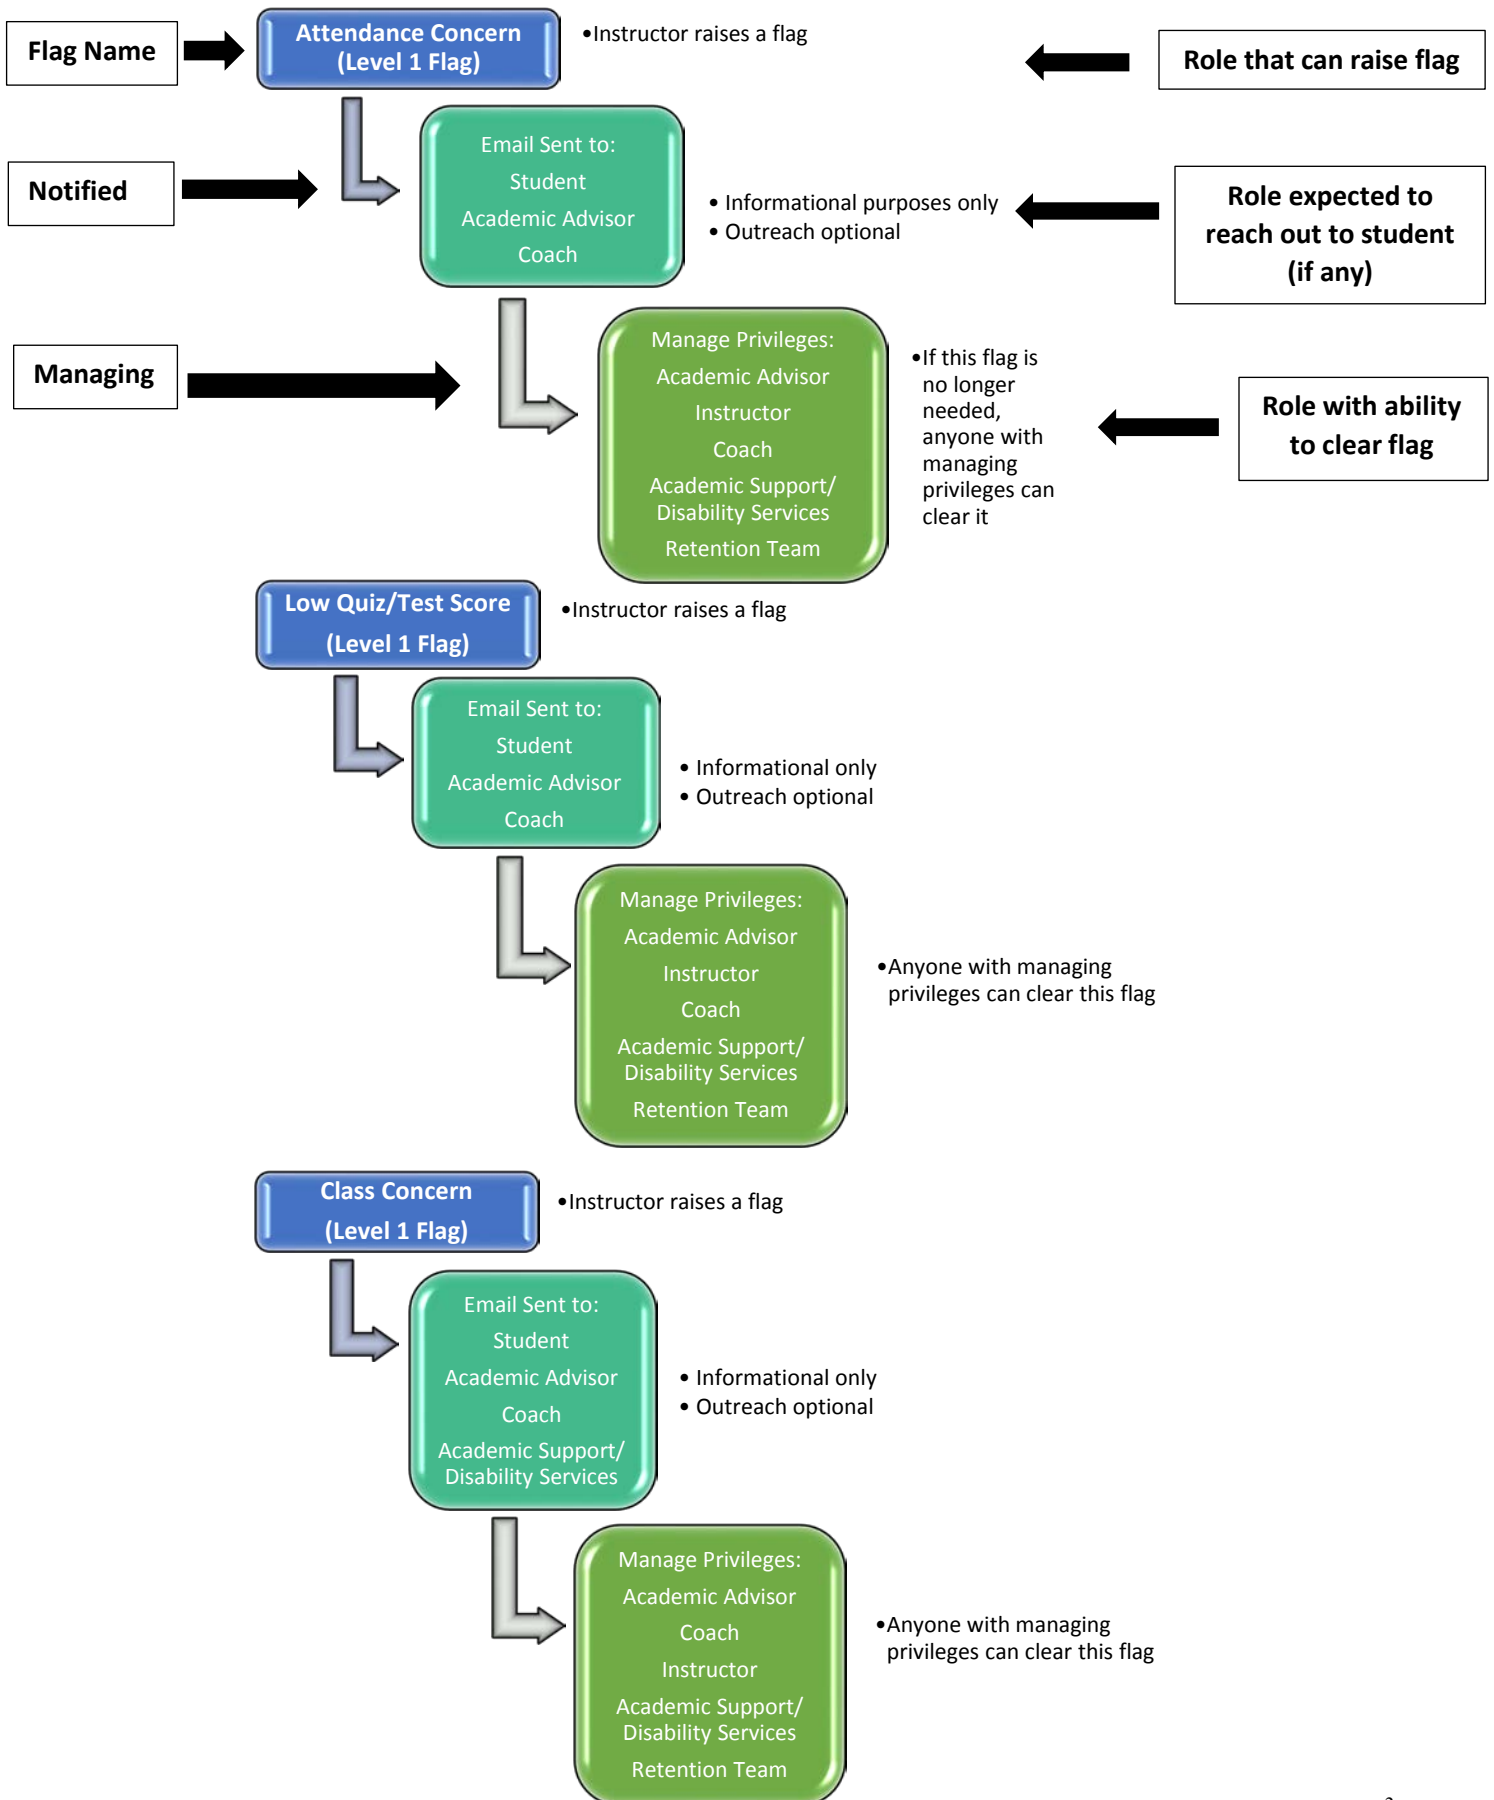 Flag Name
Attendance Concern
(Level 1 Flag)
•Instructor raises a flag
Role that can raise flag
Notified
Email Sent to:
Student
Academic Advisor
Coach
• Informational purposes only
• Outreach optional
Role expected to
reach out to student
(if any)
Managing
Manage Privileges:
Academic Advisor
Instructor
Coach
Academic Support/
Disability Services
Retention Team
•If this flag is
no longer
needed,
anyone with
managing
privileges can
clear it
Role with ability
to clear flag
Low Quiz/Test Score
(Level 1 Flag)
•Instructor raises a flag
Email Sent to:
Student
Academic Advisor
Coach
• Informational only
• Outreach optional
Manage Privileges:
Academic Advisor
Instructor
Coach
Academic Support/
Disability Services
Retention Team
•Anyone with managing
privileges can clear this flag
Class Concern
(Level 1 Flag)
•Instructor raises a flag
Email Sent to:
Student
Academic Advisor
Coach
Academic Support/
Disability Services
• Informational only
• Outreach optional
Manage Privileges:
Academic Advisor
Coach
Instructor
Academic Support/
Disability Services
Retention Team
•Anyone with managing
privileges can clear this flag